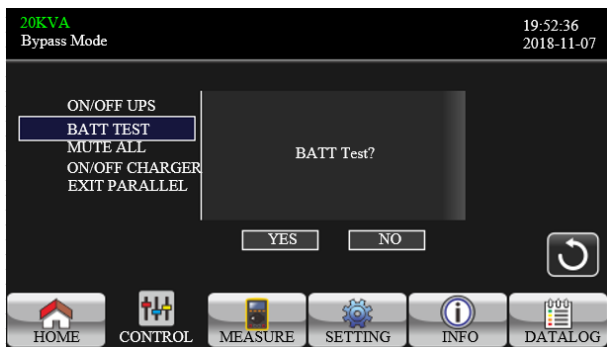 20KVA
Bypass Mode
19:52:36
2018-11-07
ON/OFF UPS
BATT TEST
MUTE ALL
ON/OFF CHARGER
EXIT PARALLEL
BATT Test?
YES NO
HOME CONTROL MEASURE SETTING INFO DATALOG